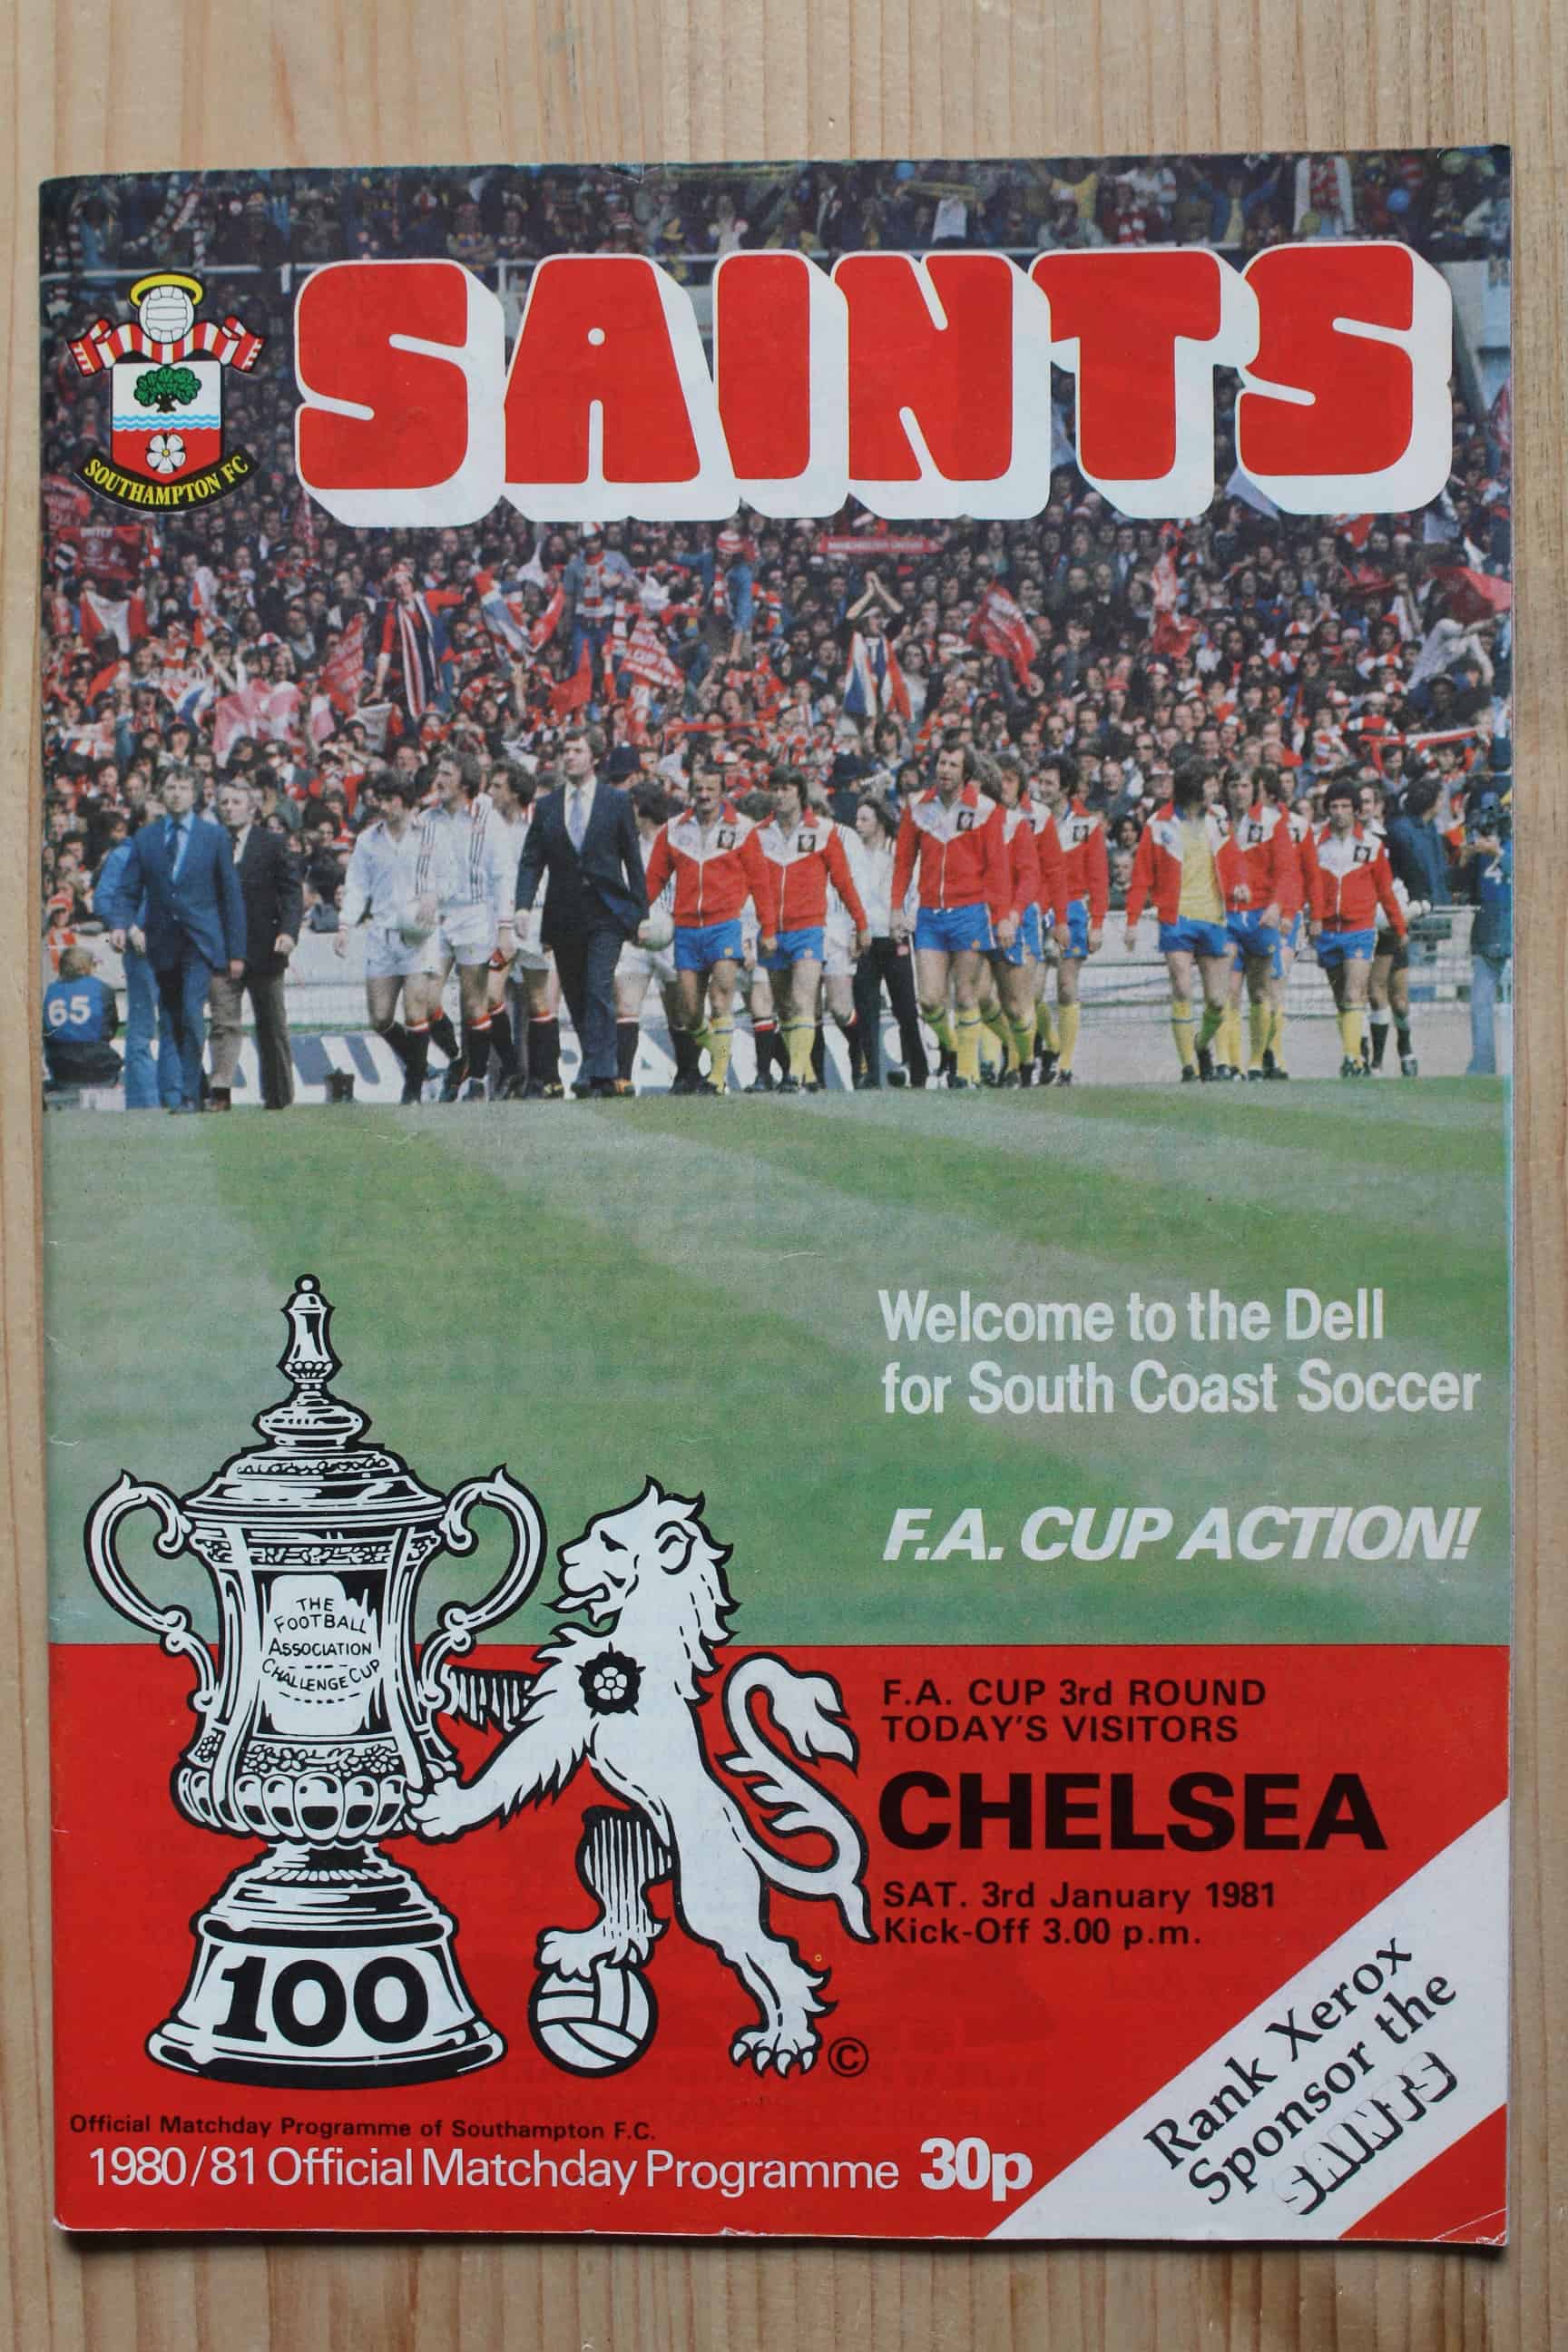 SAINTS
SOUTHAMPTON FC
65
Welcome to the Dell
for South Coast Soccer
F.A. CUP ACTION!
THE
FOOTBALL
ASSOCIATION
CHALLENGE CUP
100
©
F.A. CUP 3rd ROUND
TODAY'S VISITORS
CHELSEA
SAT. 3rd January 1981
Kick-Off 3.00 p.m.
Rank Xerox
Sponsor the
SAINTS
Official Matchday Programme of Southampton F.C.
1980/81 Official Matchday Programme 30p